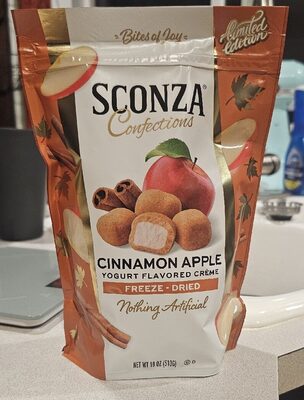 Bites of Joy
Limited
Edition
SCONZA®
Confections
CINNAMON APPLE
YOGURT FLAVORED CRÈME
FREEZE - DRIED
Nothing Artificial
NET WT 18 OZ (513G)